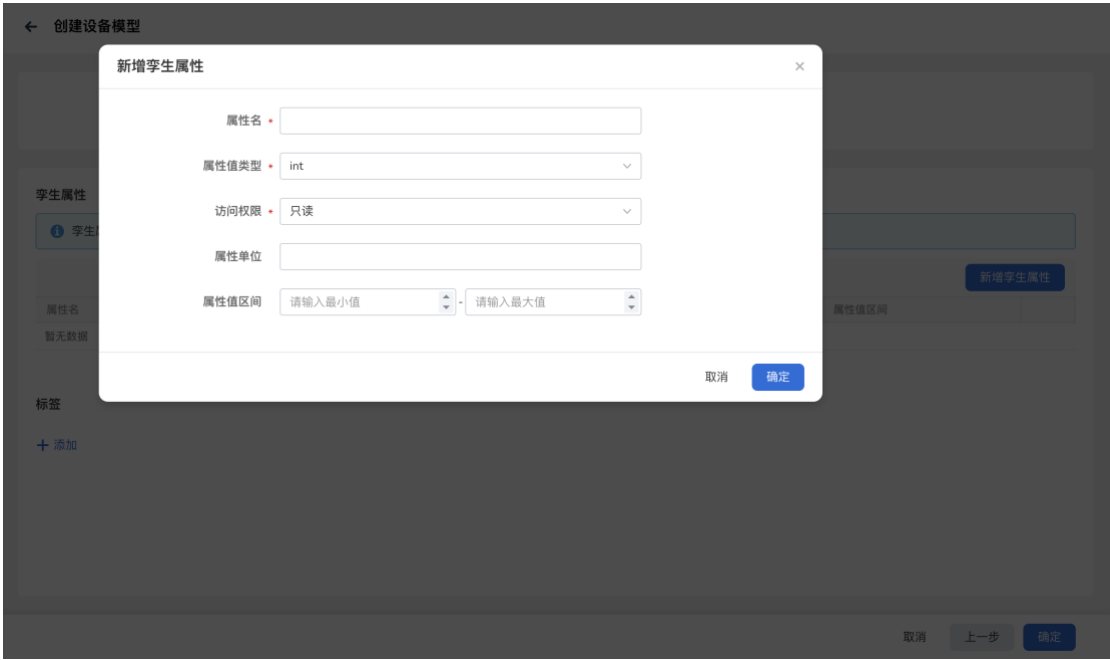 创建设备模型
新增孪生属性
属性名 *
属性值类型 * int
访问权限 * 只读
属性单位
属性值区间 请输入最小值 - 请输入最大值
取消 确定
孪生属性
孪生
新增孪生属性
属性名 属性值区间
暂无数据
标签
+ 添加
取消 上一步 确定